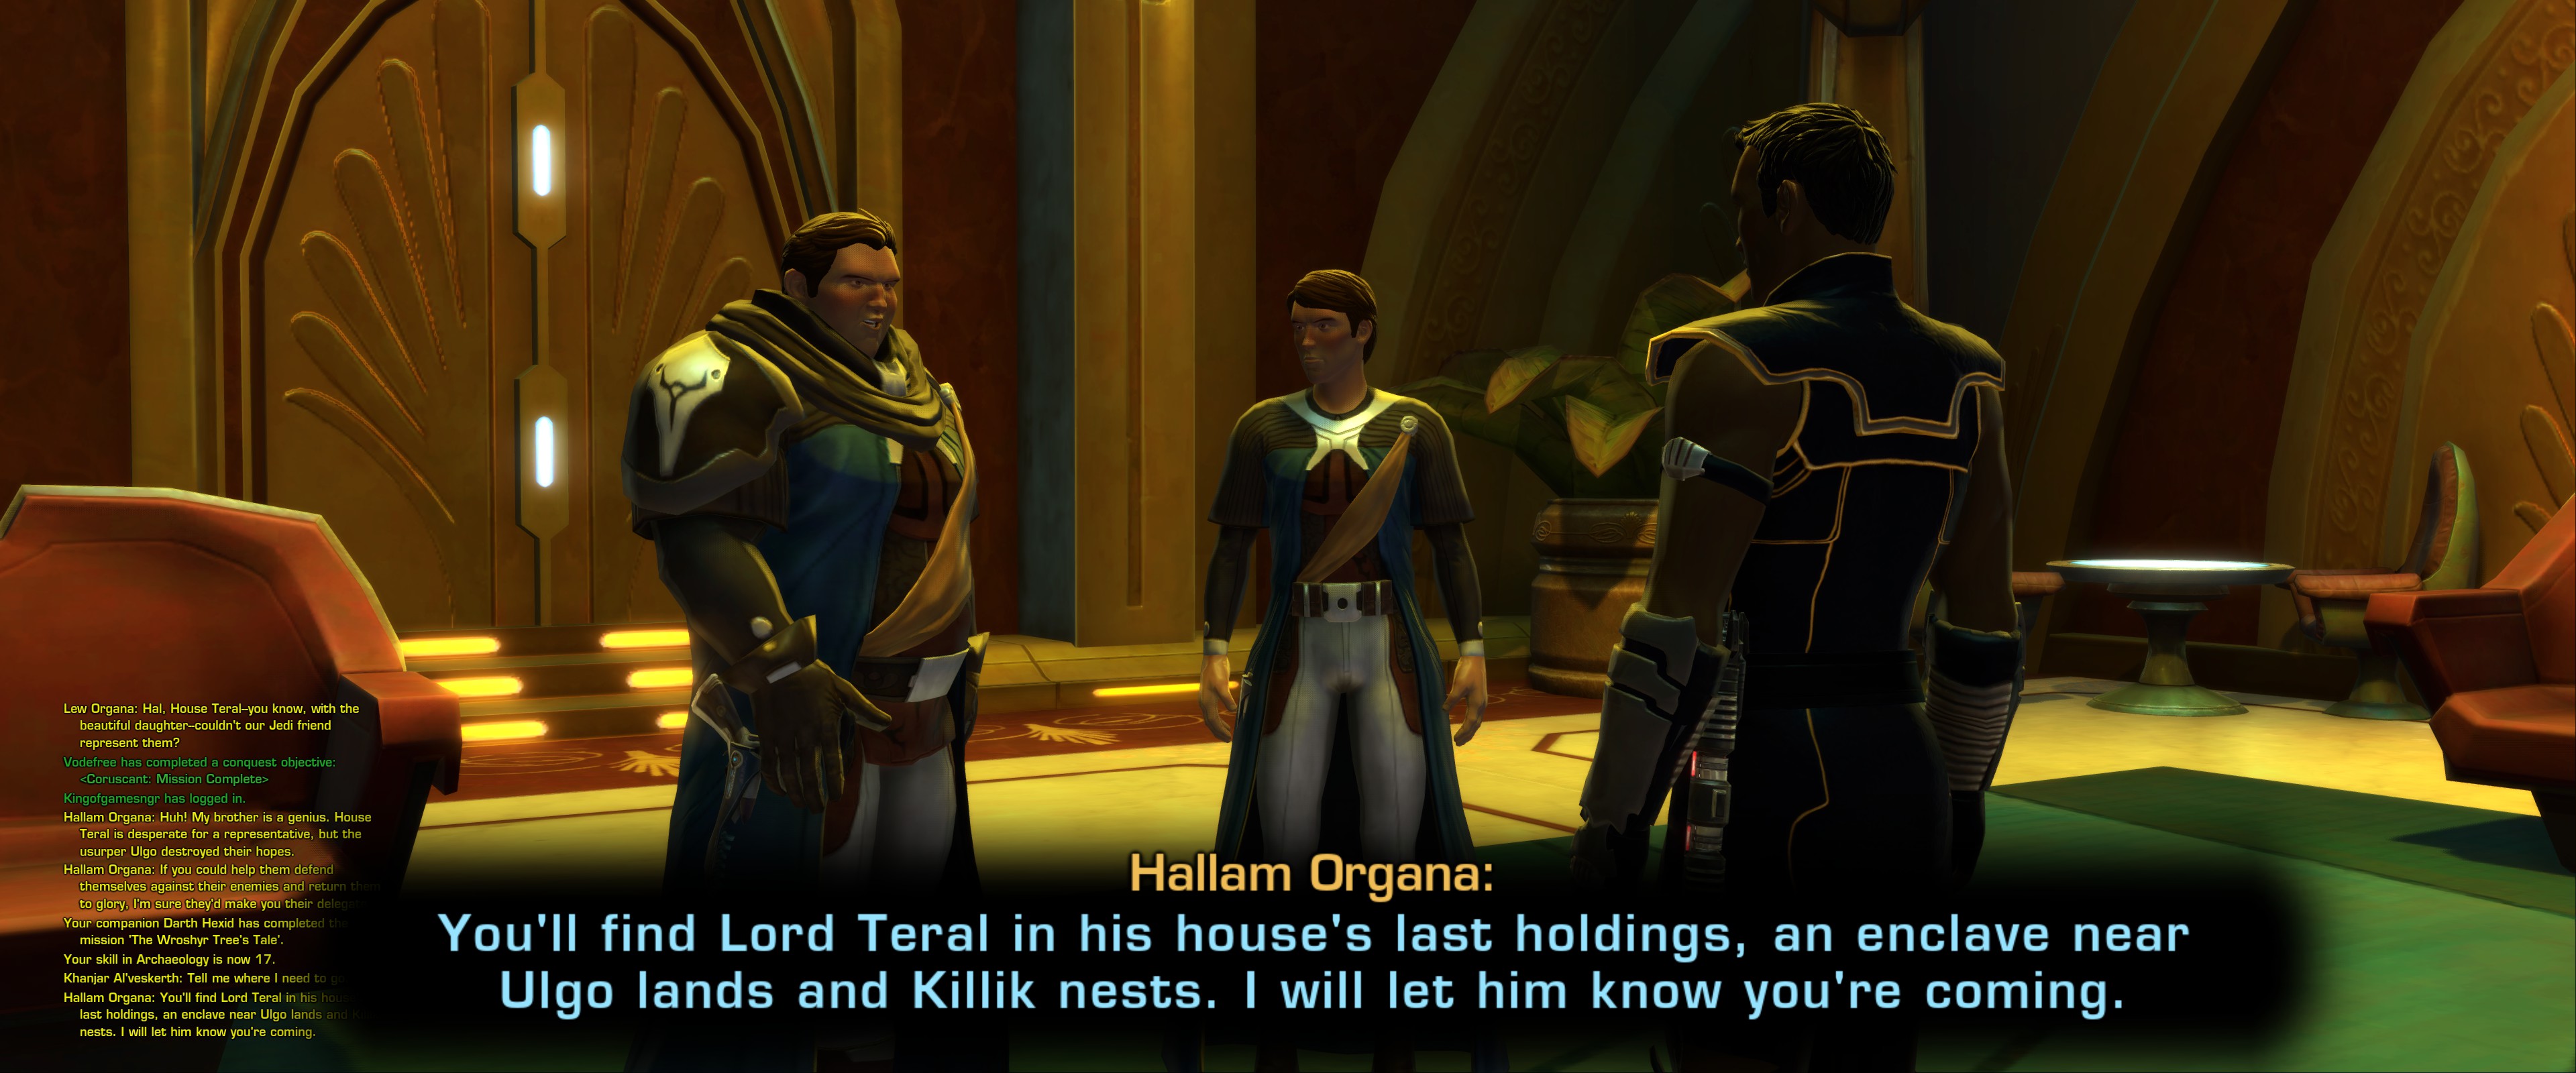 Lew Organa: Hal, House Teral–you know, with the
beautiful daughter–couldn't our Jedi friend
represent them?
Vodefree has completed a conquest objective:
<Coruscant: Mission Complete>
Kingofgamesngr has logged in.
Hallam Organa: Huh! My brother is a genius. House
Teral is desperate for a representative, but the
usurper Ulgo destroyed their hopes.
Hallam Organa: If you could help them defend
themselves against their enemies and return them
to glory, I'm sure they'd make you their
Your companion Darth Hexid has completed the
mission 'The Wroshyr Tree's Tale'.
Your skill in Archaeology is now 17.
Khanjar Al'veskerth: Tell me where I need to
Hallam Organa: You'll find Lord Teral in his
last holdings, an enclave near Ulgo lands and
nests. I will let him know you're coming.
Hallam Organa:
You'll find Lord Teral in his house's last holdings, an enclave near
Ulgo lands and Killik nests. I will let him know you're coming.